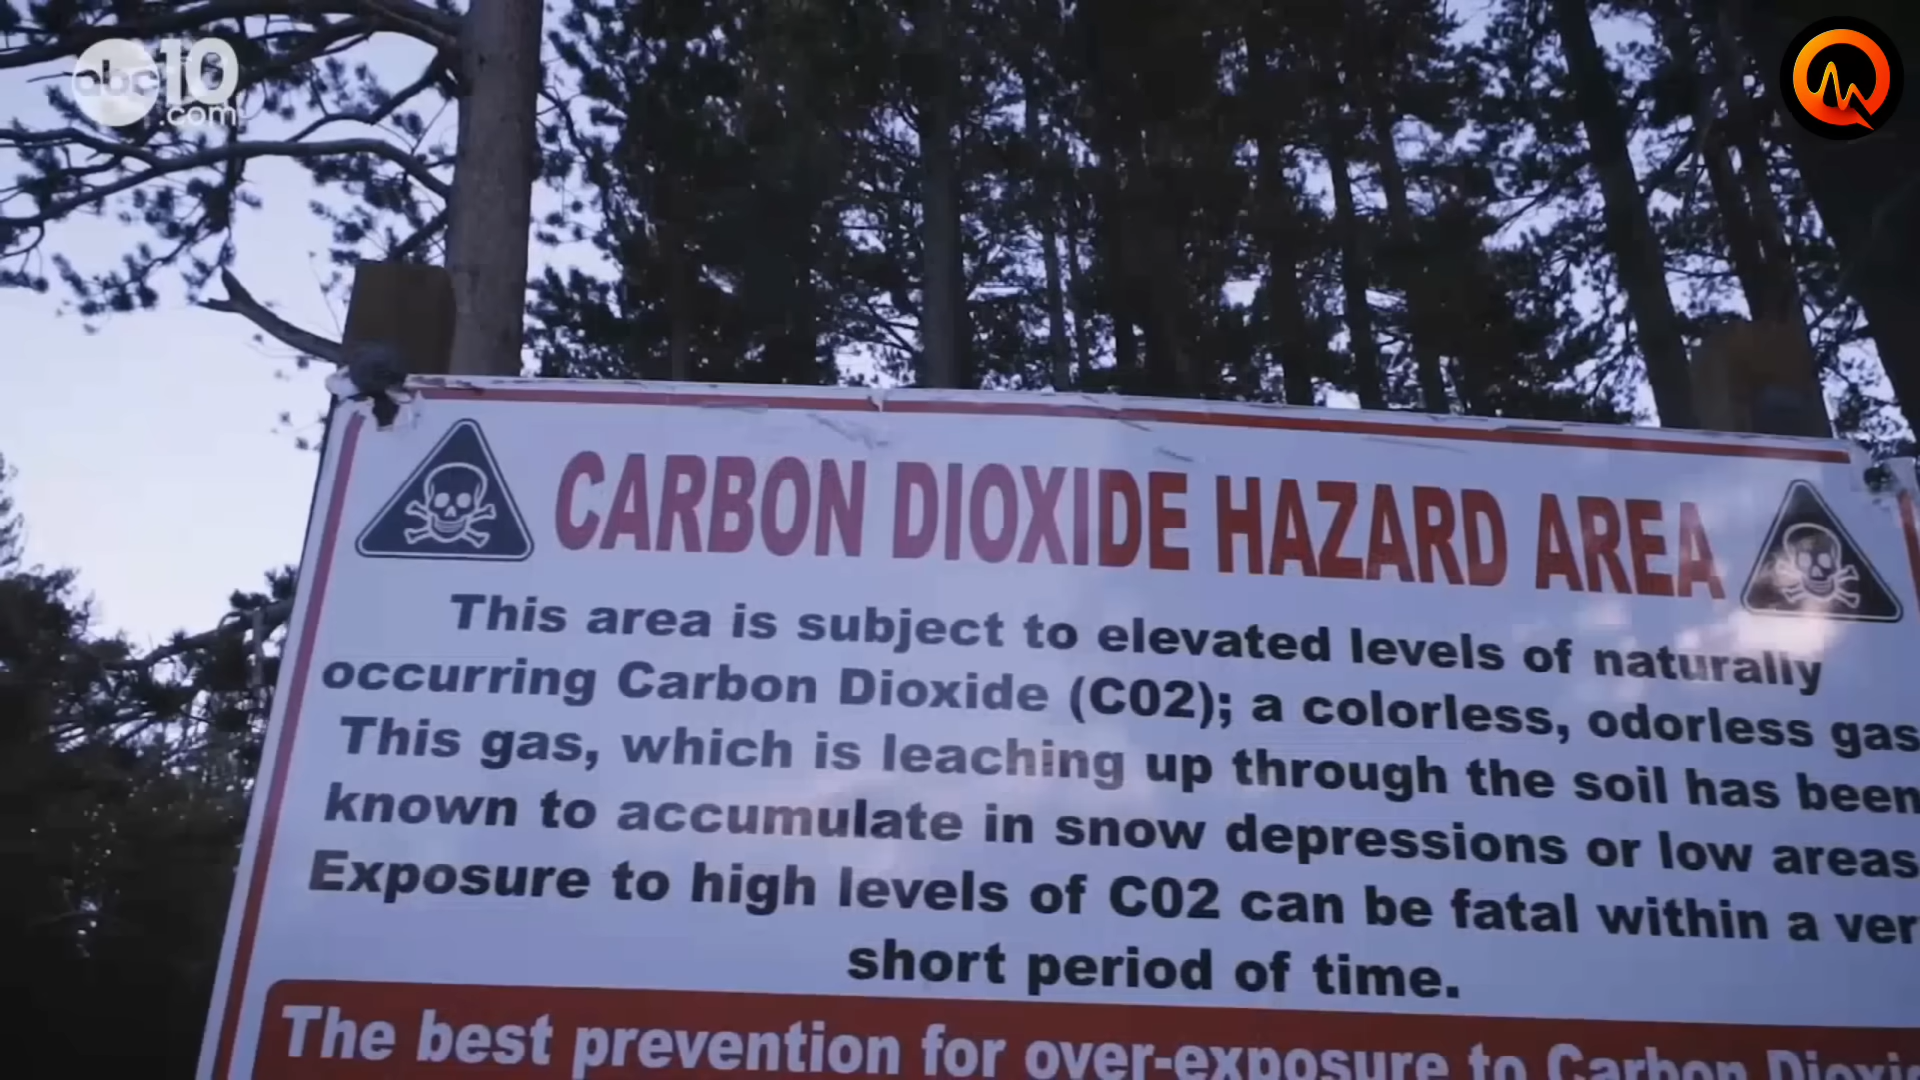 abc10
.com
CARBON DIOXIDE HAZARD AREA
This area is subject to elevated levels of naturally
occurring Carbon Dioxide (C02); a colorless, odorless gas
This gas, which is leaching up through the soil has been
known to accumulate in snow depressions or low areas
Exposure to high levels of C02 can be fatal within a ver
short period of time.
The best prevention for over-exposure to Carbon Dioxi